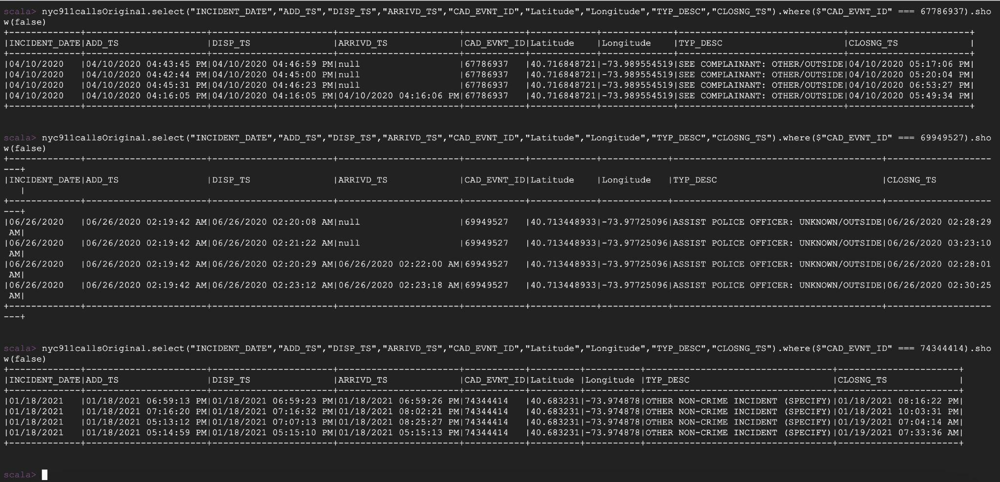 scala> nyc911callsOriginal.select("INCIDENT_DATE","ADD_TS","DISP_TS","ARRIVD_TS","CAD_EVNT_ID","Latitude","Longitude","TYP_DESC","CLOSNG_TS").where($"CAD_EVNT_ID" === 67786937).sho
w(false)
+-------------+----------------------+----------------------+----------------------+-----------+------------+-------------+------------------------------+----------------------+
|INCIDENT_DATE|ADD_TS                |DISP_TS               |ARRIVD_TS             |CAD_EVNT_ID|Latitude    |Longitude    |TYP_DESC                      |CLOSNG_TS             |
+-------------+----------------------+----------------------+----------------------+-----------+------------+-------------+------------------------------+----------------------+
|04/10/2020   |04/10/2020 04:43:45 PM|04/10/2020 04:46:59 PM|null                  |67786937   |40.716848721|-73.989554519|SEE COMPLAINANT: OTHER/OUTSIDE|04/10/2020 05:17:06 PM|
|04/10/2020   |04/10/2020 04:42:44 PM|04/10/2020 04:45:00 PM|null                  |67786937   |40.716848721|-73.989554519|SEE COMPLAINANT: OTHER/OUTSIDE|04/10/2020 05:20:04 PM|
|04/10/2020   |04/10/2020 04:45:31 PM|04/10/2020 04:46:23 PM|null                  |67786937   |40.716848721|-73.989554519|SEE COMPLAINANT: OTHER/OUTSIDE|04/10/2020 06:53:27 PM|
|04/10/2020   |04/10/2020 04:16:05 PM|04/10/2020 04:16:05 PM|04/10/2020 04:16:06 PM|67786937   |40.716848721|-73.989554519|SEE COMPLAINANT: OTHER/OUTSIDE|04/10/2020 05:49:34 PM|
+-------------+----------------------+----------------------+----------------------+-----------+------------+-------------+------------------------------+----------------------+
scala> nyc911callsOriginal.select("INCIDENT_DATE","ADD_TS","DISP_TS","ARRIVD_TS","CAD_EVNT_ID","Latitude","Longitude","TYP_DESC","CLOSNG_TS").where($"CAD_EVNT_ID" === 69949527).sho
w(false)
+-------------+----------------------+----------------------+----------------------+-----------+------------+------------+--------------------------------------+-------------------
---+
|INCIDENT_DATE|ADD_TS                |DISP_TS               |ARRIVD_TS             |CAD_EVNT_ID|Latitude    |Longitude   |TYP_DESC                              |CLOSNG_TS
   |
+-------------+----------------------+----------------------+----------------------+-----------+------------+------------+--------------------------------------+-------------------
---+
|06/26/2020   |06/26/2020 02:19:42 AM|06/26/2020 02:20:08 AM|null                  |69949527   |40.713448933|-73.97725096|ASSIST POLICE OFFICER: UNKNOWN/OUTSIDE|06/26/2020 02:28:29
 AM|
|06/26/2020   |06/26/2020 02:19:42 AM|06/26/2020 02:21:22 AM|null                  |69949527   |40.713448933|-73.97725096|ASSIST POLICE OFFICER: UNKNOWN/OUTSIDE|06/26/2020 03:23:10
 AM|
|06/26/2020   |06/26/2020 02:19:42 AM|06/26/2020 02:20:29 AM|06/26/2020 02:22:00 AM|69949527   |40.713448933|-73.97725096|ASSIST POLICE OFFICER: UNKNOWN/OUTSIDE|06/26/2020 02:28:01
 AM|
|06/26/2020   |06/26/2020 02:19:42 AM|06/26/2020 02:23:12 AM|06/26/2020 02:23:18 AM|69949527   |40.713448933|-73.97725096|ASSIST POLICE OFFICER: UNKNOWN/OUTSIDE|06/26/2020 02:30:25
 AM|
+-------------+----------------------+----------------------+----------------------+-----------+------------+------------+--------------------------------------+-------------------
---+
scala> nyc911callsOriginal.select("INCIDENT_DATE","ADD_TS","DISP_TS","ARRIVD_TS","CAD_EVNT_ID","Latitude","Longitude","TYP_DESC","CLOSNG_TS").where($"CAD_EVNT_ID" === 74344414).sho
w(false)
+-------------+----------------------+----------------------+----------------------+-----------+---------+----------+----------------------------------+----------------------+
|INCIDENT_DATE|ADD_TS                |DISP_TS               |ARRIVD_TS             |CAD_EVNT_ID|Latitude |Longitude |TYP_DESC                          |CLOSNG_TS             |
+-------------+----------------------+----------------------+----------------------+-----------+---------+----------+----------------------------------+----------------------+
|01/18/2021   |01/18/2021 06:59:13 PM|01/18/2021 06:59:23 PM|01/18/2021 06:59:26 PM|74344414   |40.683231|-73.974878|OTHER NON-CRIME INCIDENT (SPECIFY)|01/18/2021 08:16:22 PM|
|01/18/2021   |01/18/2021 07:16:20 PM|01/18/2021 07:16:32 PM|01/18/2021 08:02:21 PM|74344414   |40.683231|-73.974878|OTHER NON-CRIME INCIDENT (SPECIFY)|01/18/2021 10:03:31 PM|
|01/18/2021   |01/18/2021 05:13:12 PM|01/18/2021 07:07:13 PM|01/18/2021 08:25:27 PM|74344414   |40.683231|-73.974878|OTHER NON-CRIME INCIDENT (SPECIFY)|01/19/2021 07:04:14 AM|
|01/18/2021   |01/18/2021 05:14:59 PM|01/18/2021 05:15:10 PM|01/18/2021 05:15:13 PM|74344414   |40.683231|-73.974878|OTHER NON-CRIME INCIDENT (SPECIFY)|01/19/2021 07:33:36 AM|
+-------------+----------------------+----------------------+----------------------+-----------+---------+----------+----------------------------------+----------------------+
scala>